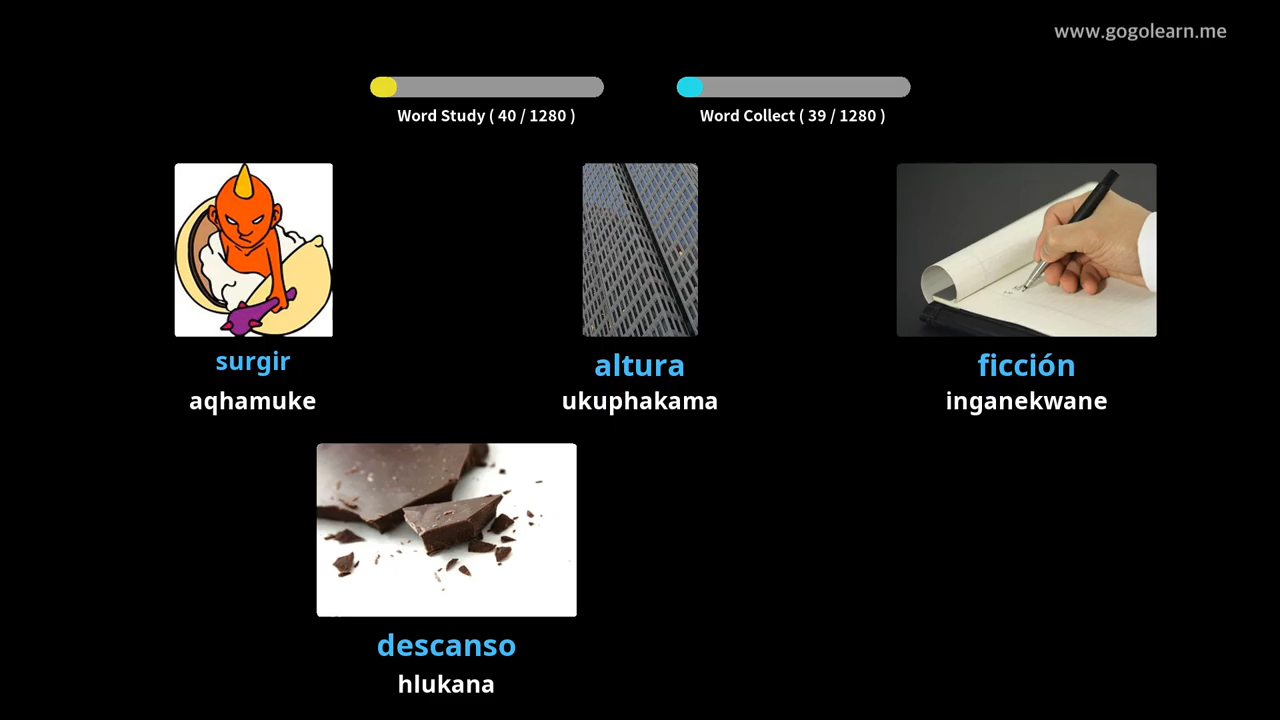 www.gogolearn.me
Word Study ( 40 / 1280 )
Word Collect ( 39 / 1280 )
surgir
aqhamuke
altura
ukuphakama
ficción
inganekwane
descanso
hlukana